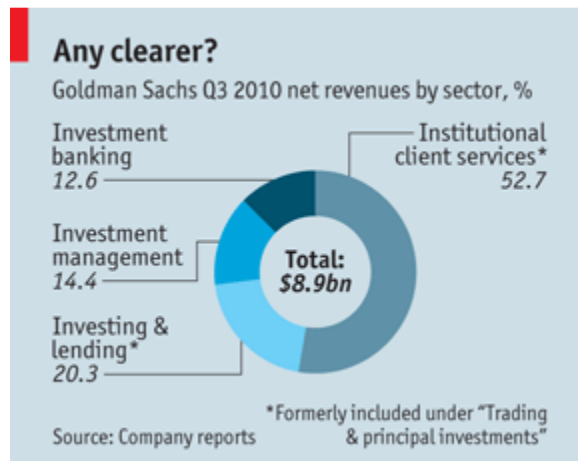 Any clearer?
Goldman Sachs Q3 2010 net revenues by sector, %
Investment
banking
12.6
Institutional
client services*
52.7
Investment
management
14.4
Total:
$8.9bn
Investing &
lending*
20.3
*Formerly included under “Trading
& principal investments”
Source: Company reports